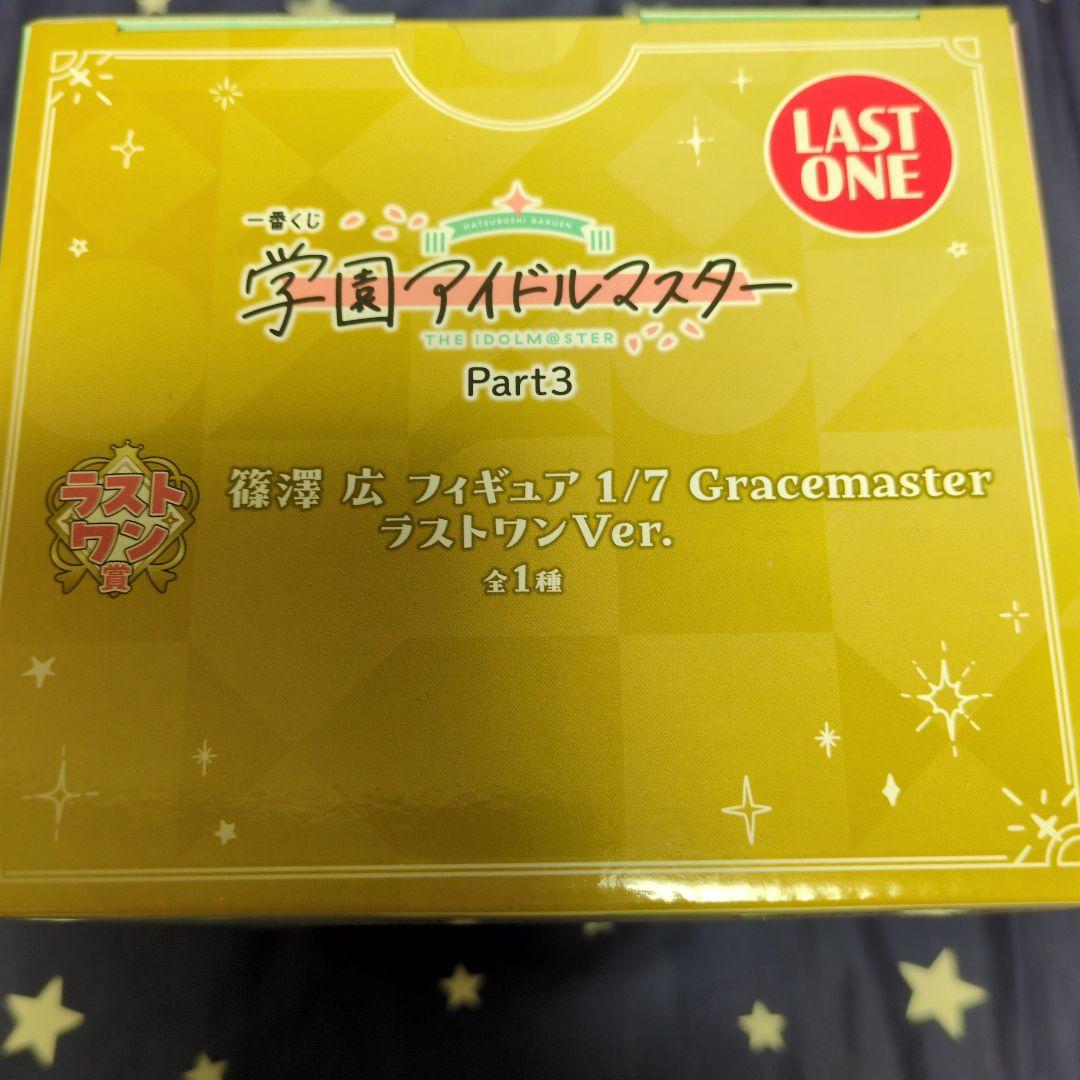 LAST
ONE
一番くじ
HATSUBOSHI GAKUEN
学園アイドルマスター
THE iDOLM@STER
Part3
ラスト
ワン
賞
篠澤 広 フィギュア 1/7 Gracemaster
ラストワンVer.
全1種